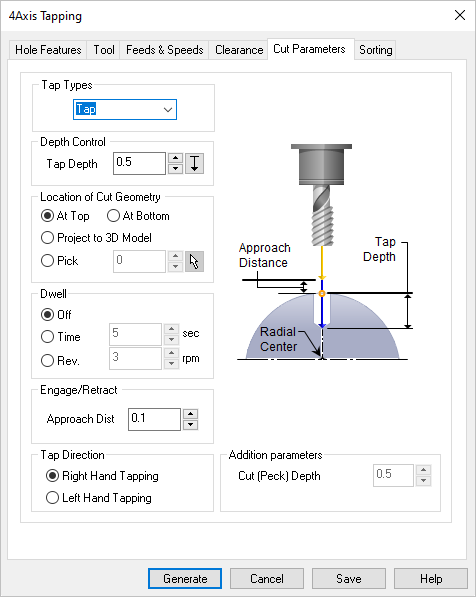 4Axis Tapping
Hole Features Tool Feeds & Speeds Clearance Cut Parameters Sorting
Tap Types
Tap
Depth Control
Tap Depth 0.5
Location of Cut Geometry
At Top At Bottom
Project to 3D Model
Pick 0
Dwell
Off
Time 5 sec
Rev. 3 rpm
Engage/Retract
Approach Dist 0.1
Tap Direction
Right Hand Tapping
Left Hand Tapping
Approach
Distance
Tap
Depth
Radial
Center
Addition parameters
Cut (Peck) Depth 0.5
Generate Cancel Save Help